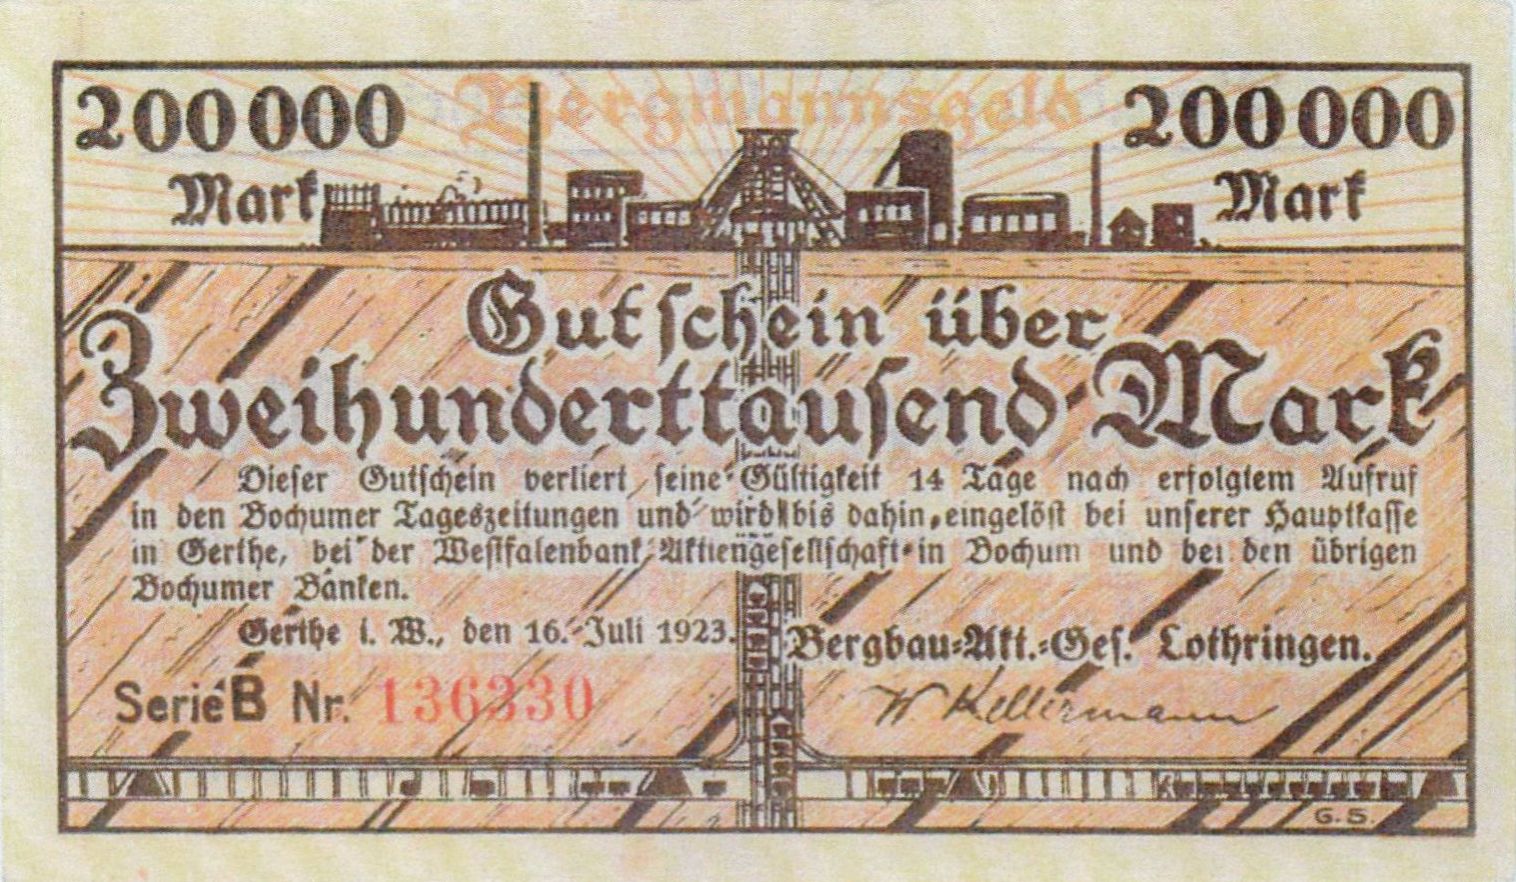 Bergmannsgeld
200000 200000
Mark Mark
Gutschein über
Zweihunderttausend Mark
Dieser Gutschein verliert seine Gültigkeit 14 Tage nach erfolgtem Aufruf
in den Bochumer Tageszeitungen und wird bis dahin eingelöst bei unserer Hauptkasse
in Gerthe, bei der Westfalenbank Aktiengesellschaft in Bochum und bei den übrigen
Bochumer Banken.
Gerthe i. W., den 16. Juli 1923.
Bergbau=Akt.=Ges. Lothringen.
Serie B Nr. 136330
W Kellermann
G. S.